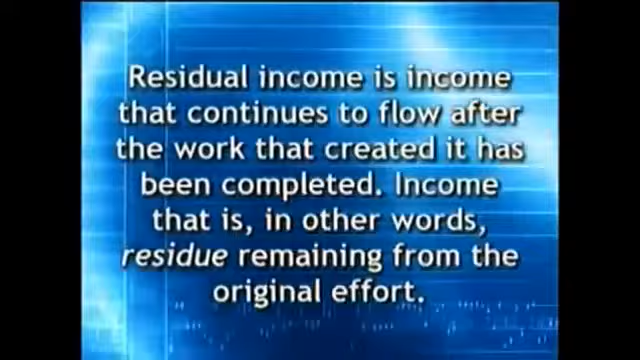 Residual income is income
that continues to flow after
the work that created it has
been completed. Income
that is, in other words,
residue remaining from the
original effort.